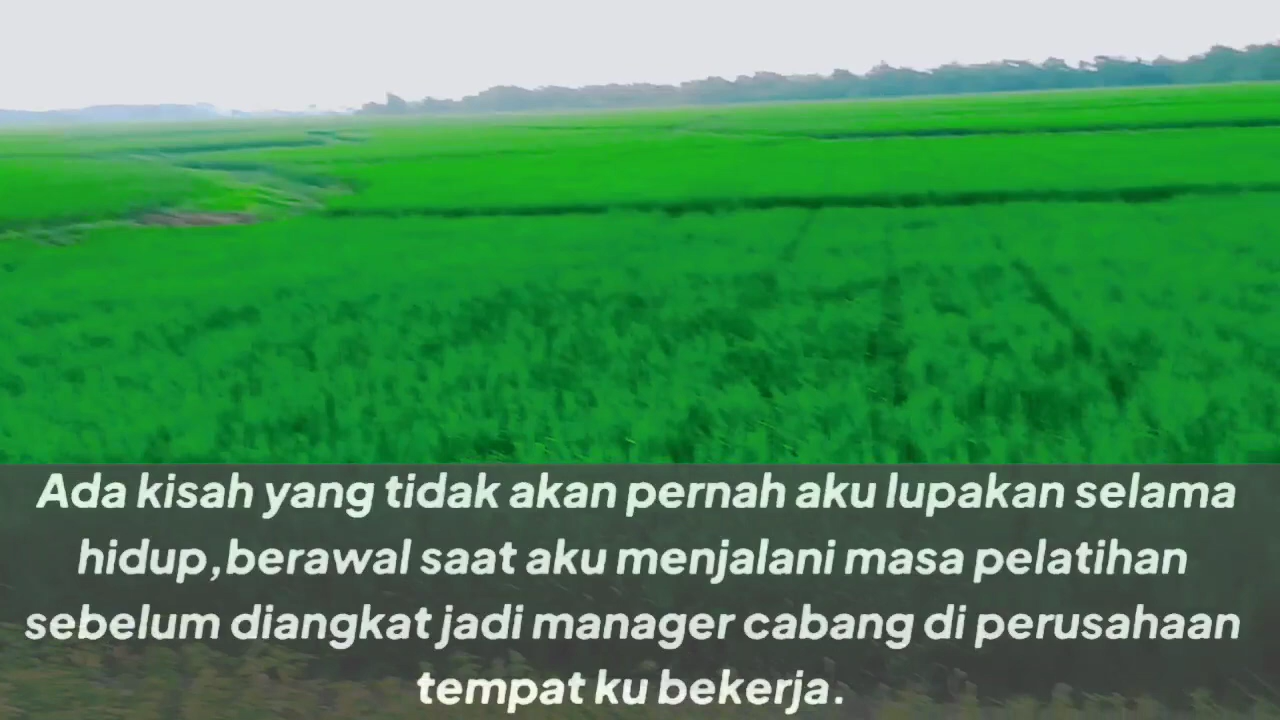 Ada kisah yang tidak akan pernah aku lupakan selama
hidup,berawal saat aku menjalani masa pelatihan
sebelum diangkat jadi manager cabang di perusahaan
tempat ku bekerja.